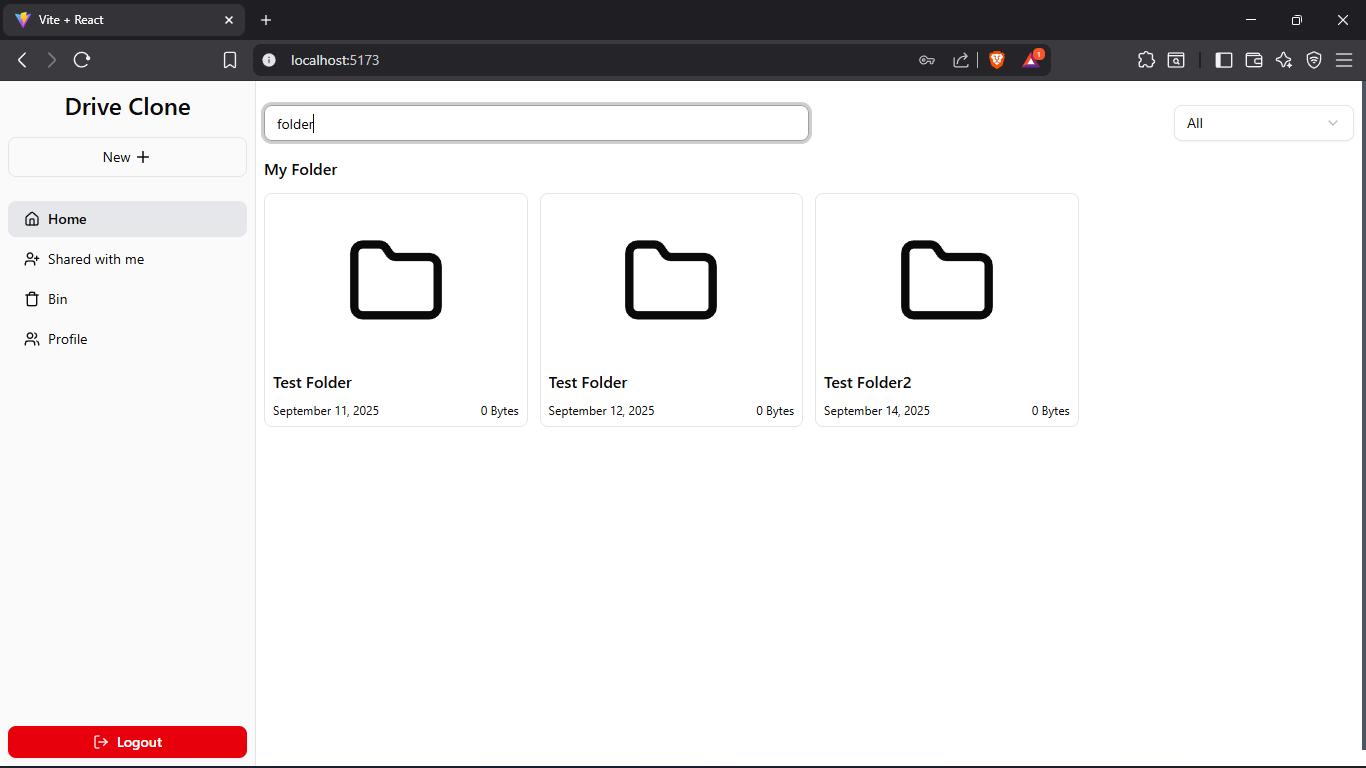 Vite + React
localhost:5173
1
Drive Clone
New
Home
Shared with me
Bin
Profile
Logout
folder
All
My Folder
Test Folder
September 11, 2025 0 Bytes
Test Folder
September 12, 2025 0 Bytes
Test Folder2
September 14, 2025 0 Bytes